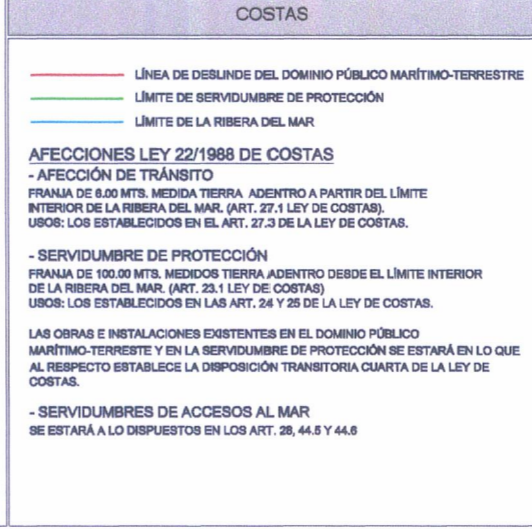 COSTAS
LÍNEA DE DESLINDE DEL DOMINIO PÚBLICO MARÍTIMO-TERRESTRE
LÍMITE DE SERVIDUMBRE DE PROTECCIÓN
LÍMITE DE LA RIBERA DEL MAR
AFECCIONES LEY 22/1988 DE COSTAS
- AFECCIÓN DE TRÁNSITO
FRANJA DE 6.00 MTS. MEDIDA TIERRA ADENTRO A PARTIR DEL LÍMITE
INTERIOR DE LA RIBERA DEL MAR. (ART. 27.1 LEY DE COSTAS).
USOS: LOS ESTABLECIDOS EN EL ART. 27.3 DE LA LEY DE COSTAS.
- SERVIDUMBRE DE PROTECCIÓN
FRANJA DE 100.00 MTS. MEDIDOS TIERRA ADENTRO DESDE EL LÍMITE INTERIOR
DE LA RIBERA DEL MAR. (ART. 23.1 LEY DE COSTAS)
USOS: LOS ESTABLECIDOS EN LAS ART. 24 Y 25 DE LA LEY DE COSTAS.
LAS OBRAS E INSTALACIONES EXISTENTES EN EL DOMINIO PÚBLICO
MARÍTIMO-TERRESTE Y EN LA SERVIDUMBRE DE PROTECCIÓN SE ESTARÁ EN LO QUE
AL RESPECTO ESTABLECE LA DISPOSICIÓN TRANSITORIA CUARTA DE LA LEY DE
COSTAS.
- SERVIDUMBRES DE ACCESOS AL MAR
SE ESTARÁ A LO DISPUESTOS EN LOS ART. 28, 44.5 Y 44.6